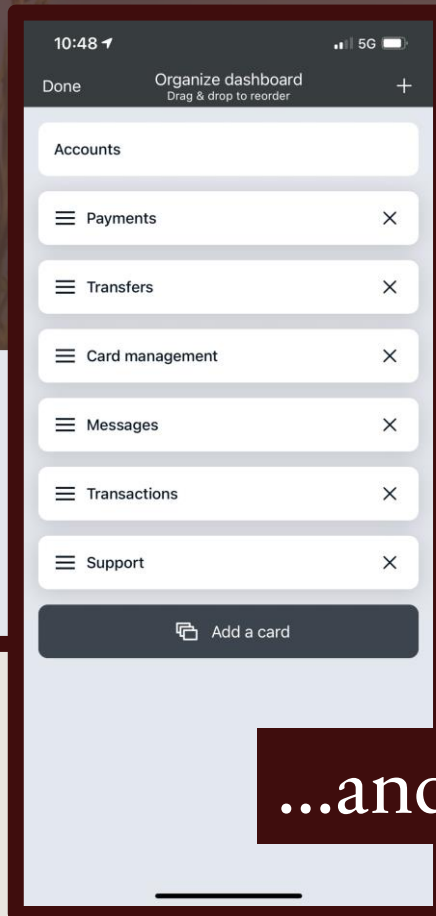 10:48
5G
Done
Organize dashboard
+
Drag & drop to reorder
Accounts
Payments
Transfers
Card management
Messages
Transactions
Support
Add a card
...and